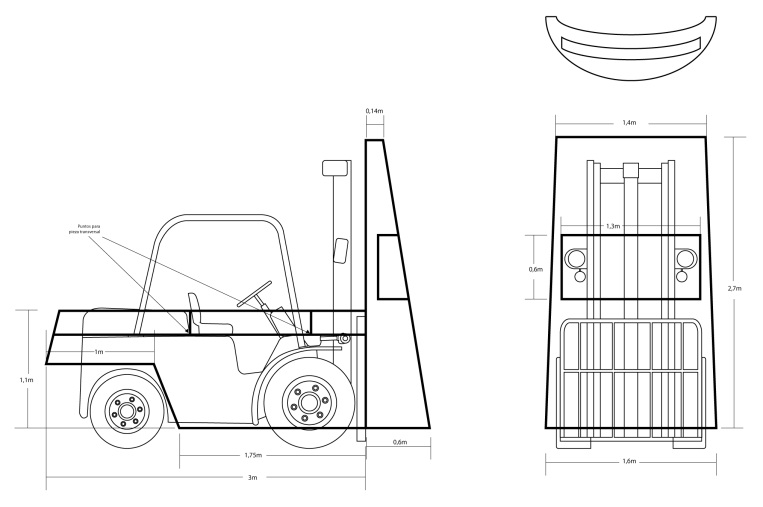 0,14m
1,4m
Puntos para
pieza transversal
1,3m
0,6m
2,7m
1m
1,1m
0,6m
1,75m
1,6m
3m